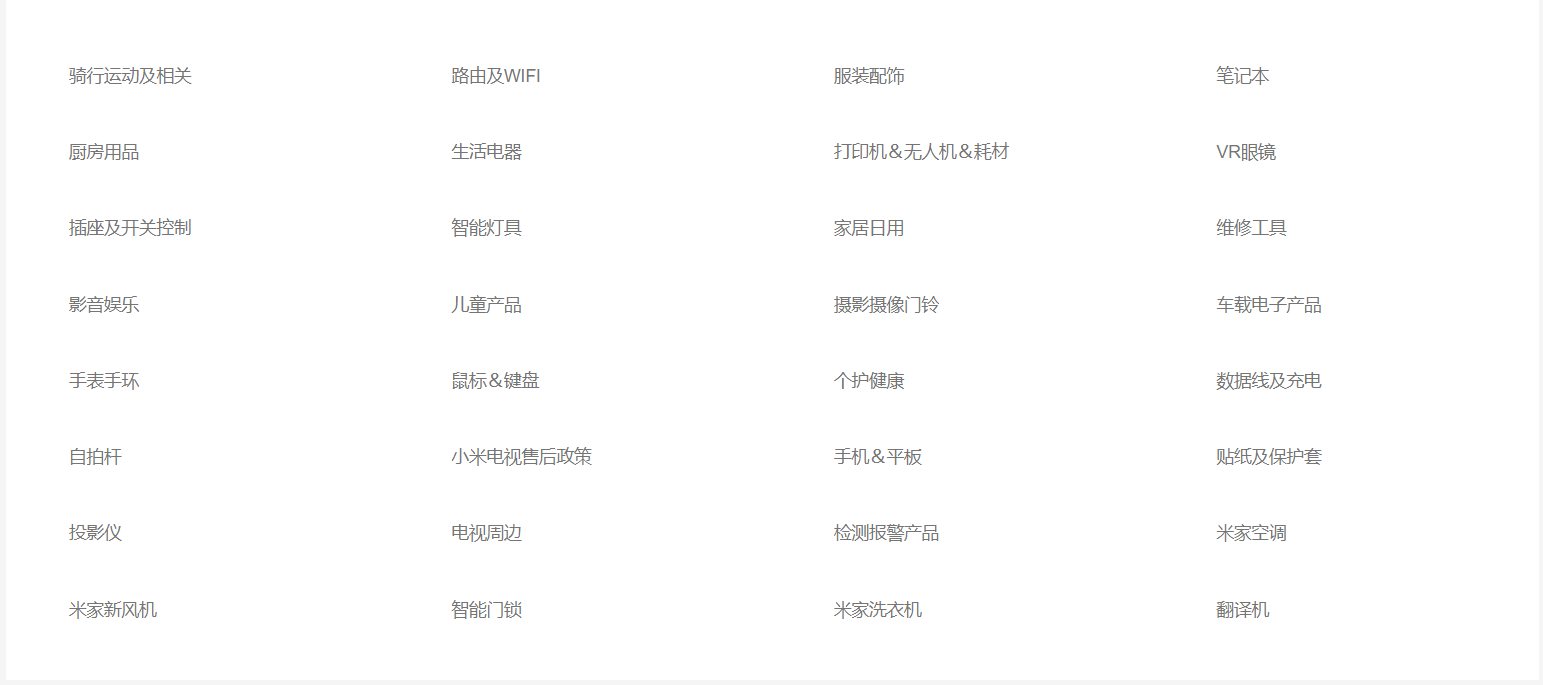 骑行运动及相关
路由及WIFI
服装配饰
笔记本
厨房用品
生活电器
打印机＆无人机＆耗材
VR眼镜
插座及开关控制
智能灯具
家居日用
维修工具
影音娱乐
儿童产品
摄影摄像门铃
车载电子产品
手表手环
鼠标＆键盘
个护健康
数据线及充电
自拍杆
小米电视售后政策
手机＆平板
贴纸及保护套
投影仪
电视周边
检测报警产品
米家空调
米家新风机
智能门锁
米家洗衣机
翻译机